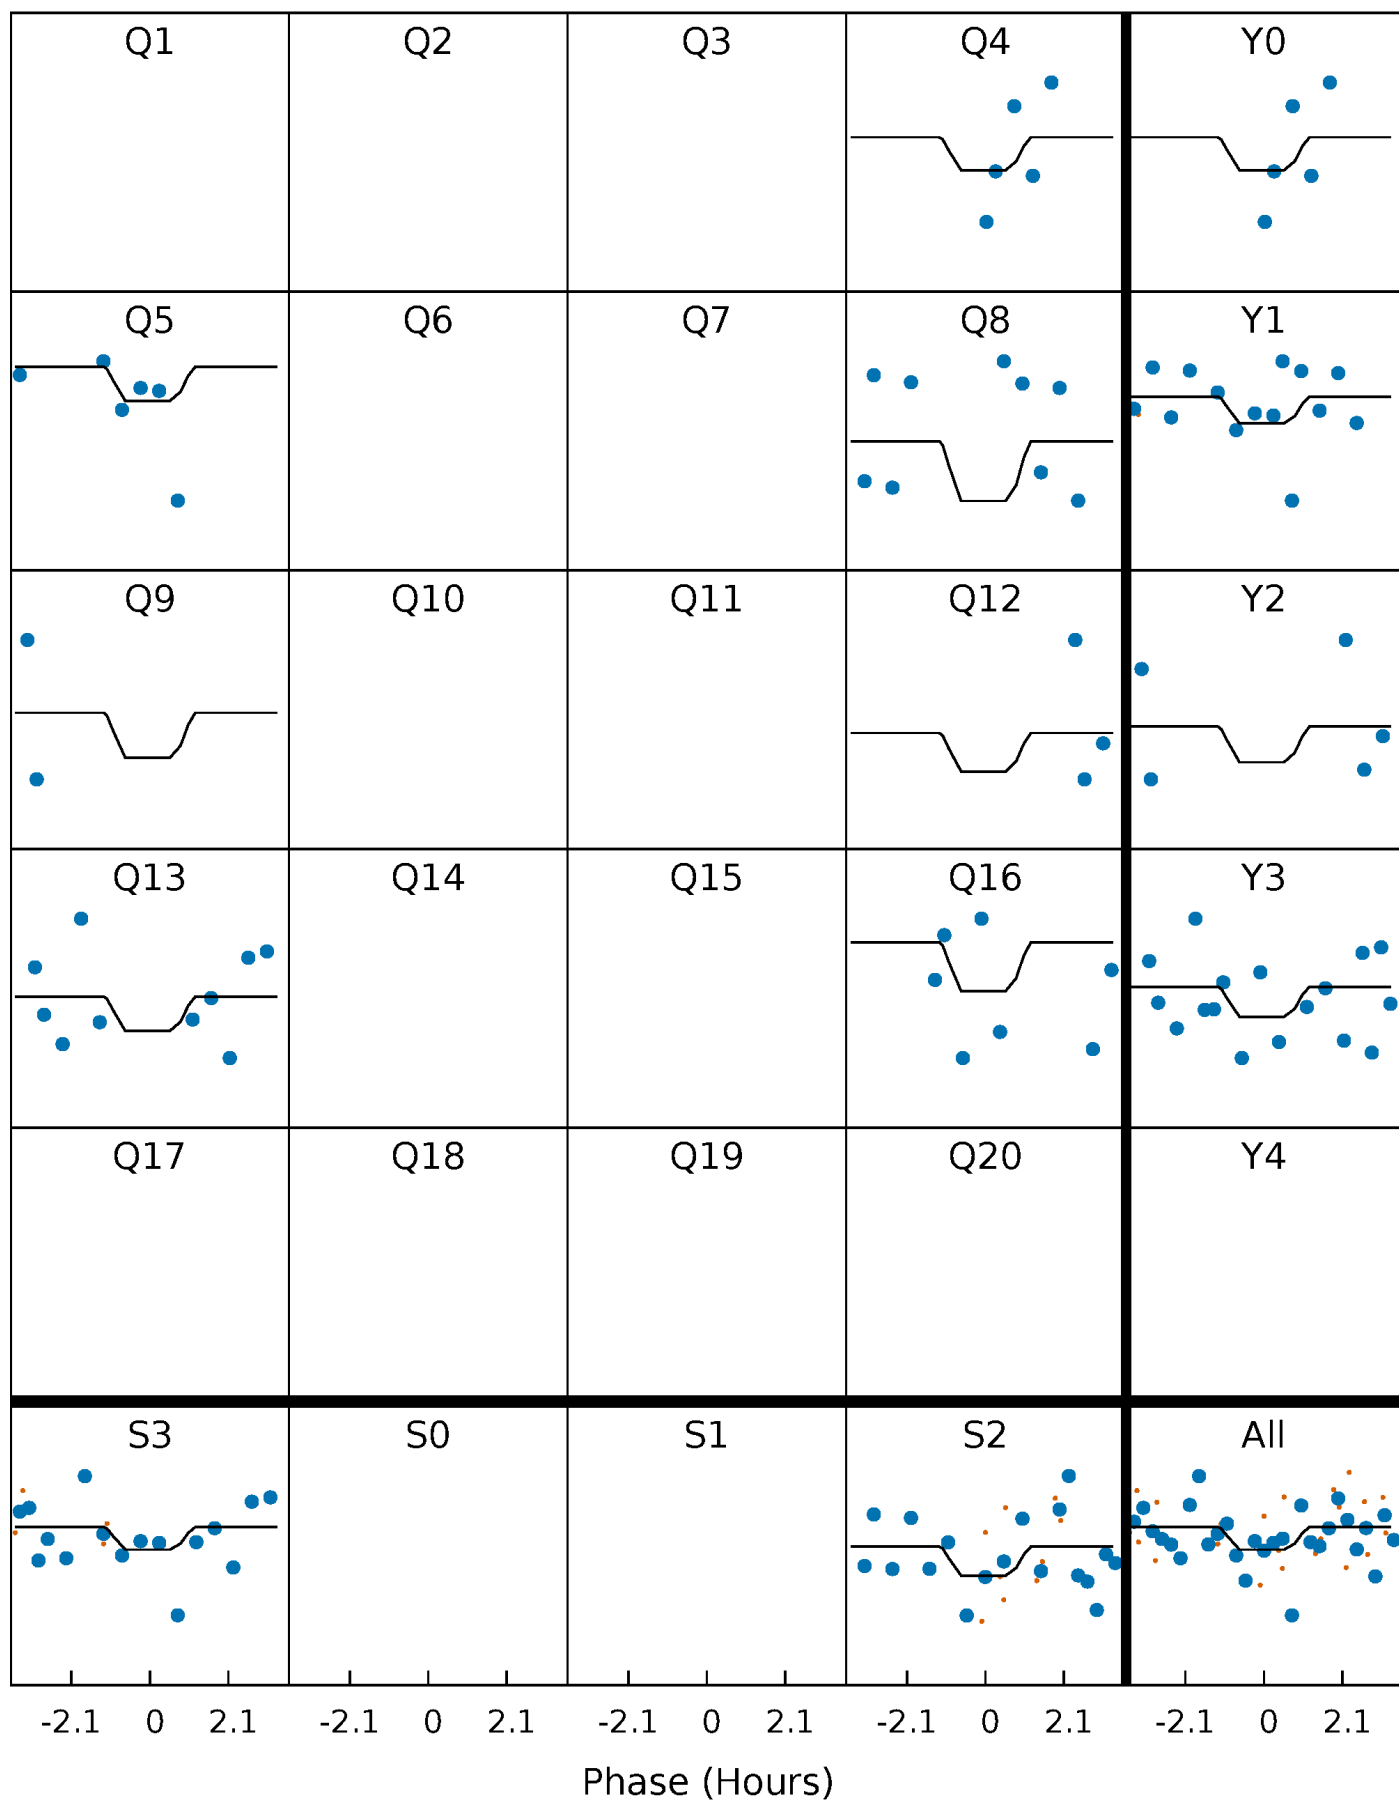 Q1 Q2 Q3 Q4 Y0
Q5 Q6 Q7 Q8 Y1
Q9 Q10 Q11 Q12 Y2
Q13 Q14 Q15 Q16 Y3
Q17 Q18 Q19 Q20 Y4
S3 S0 S1 S2 All
-2.1 0 2.1 -2.1 0 2.1 -2.1 0 2.1 -2.1 0 2.1 -2.1 0 2.1
Phase (Hours)